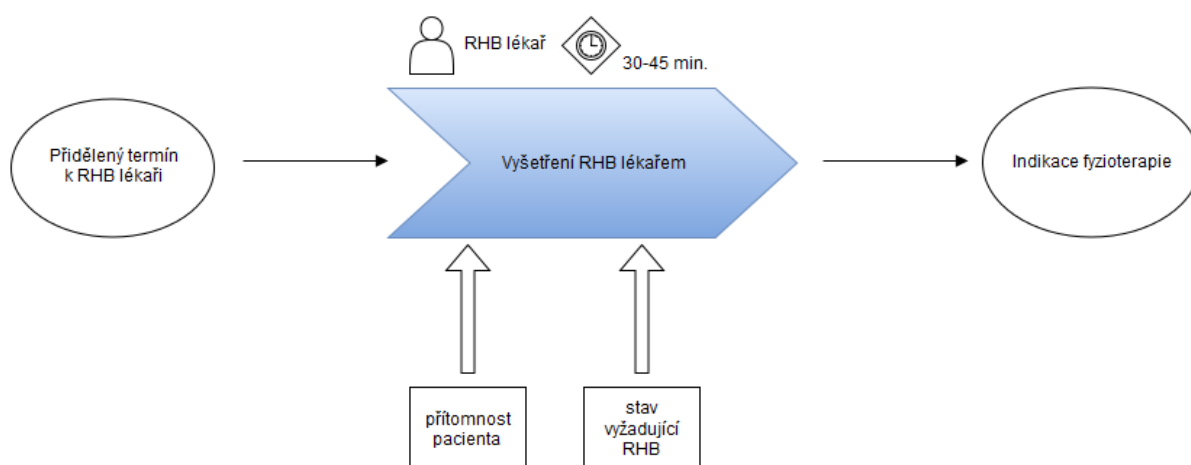 RHB lékař
30-45 min.
Přidělený termín
k RHB lékaři
Vyšetření RHB lékařem
Indikace fyzioterapie
přítomnost
pacienta
stav
vyžadující
RHB